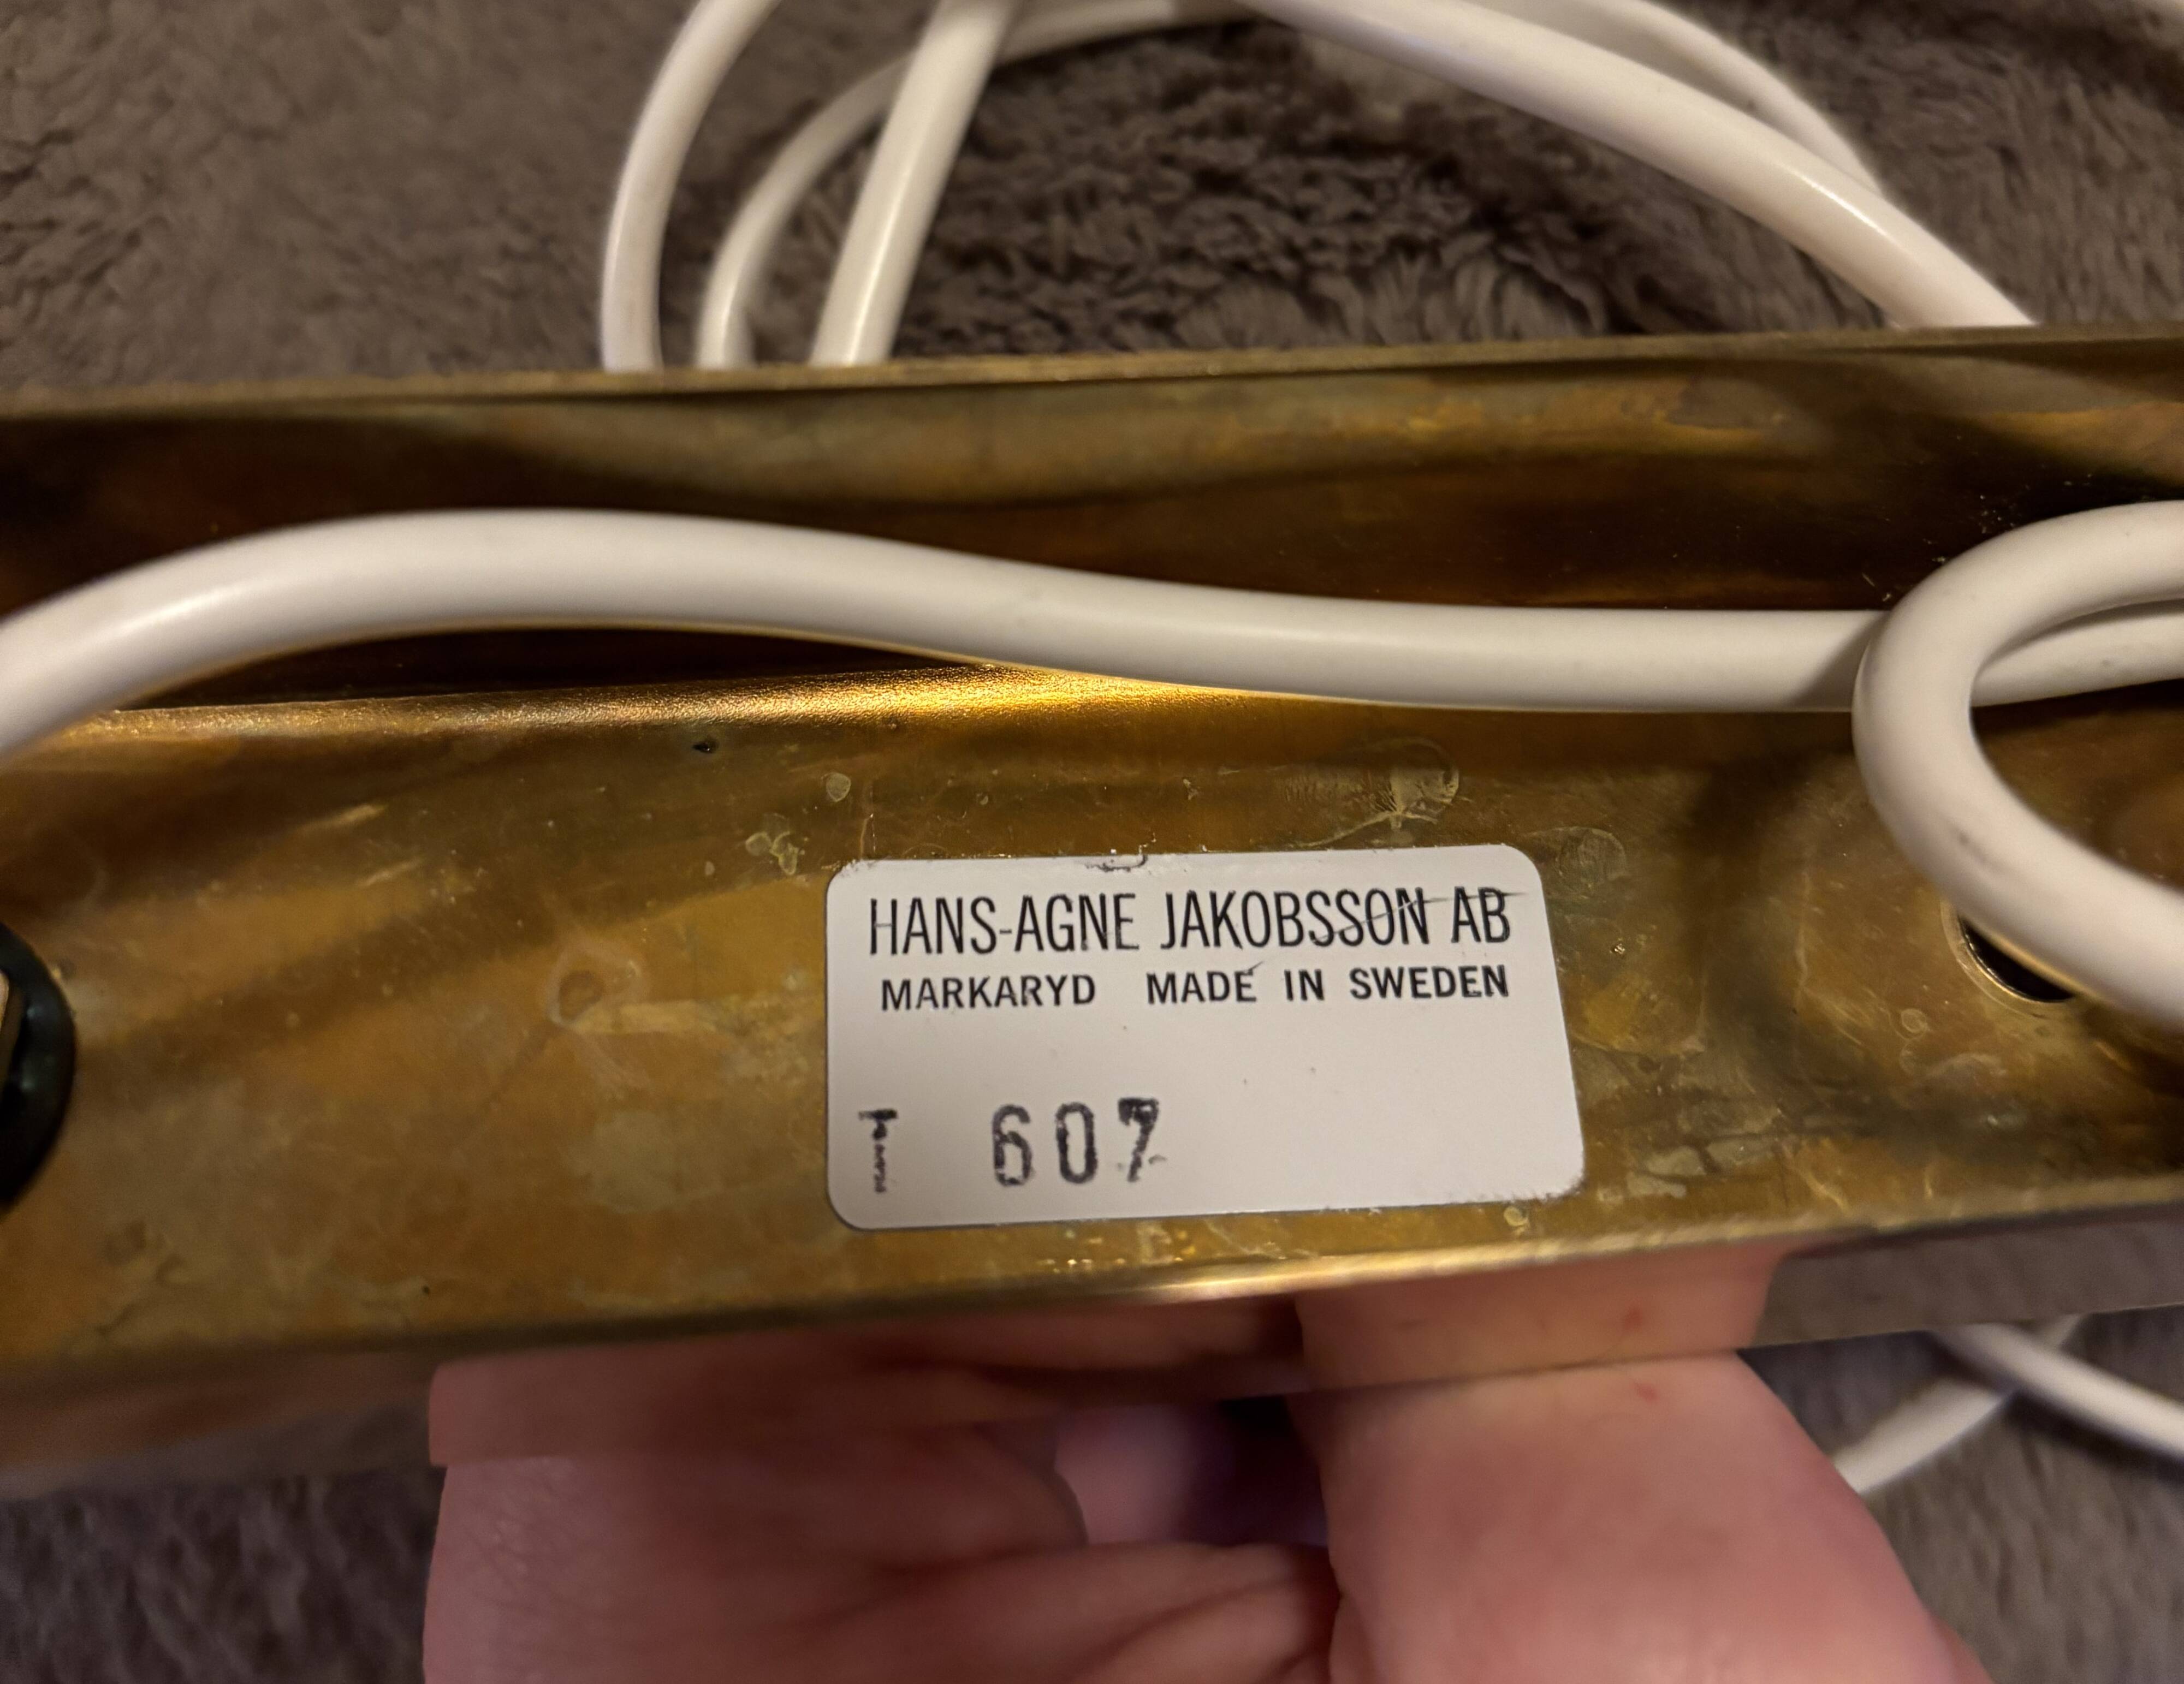 HANS-AGNE JAKOBSSON AB
MARKARYD MADE IN SWEDEN
T 607